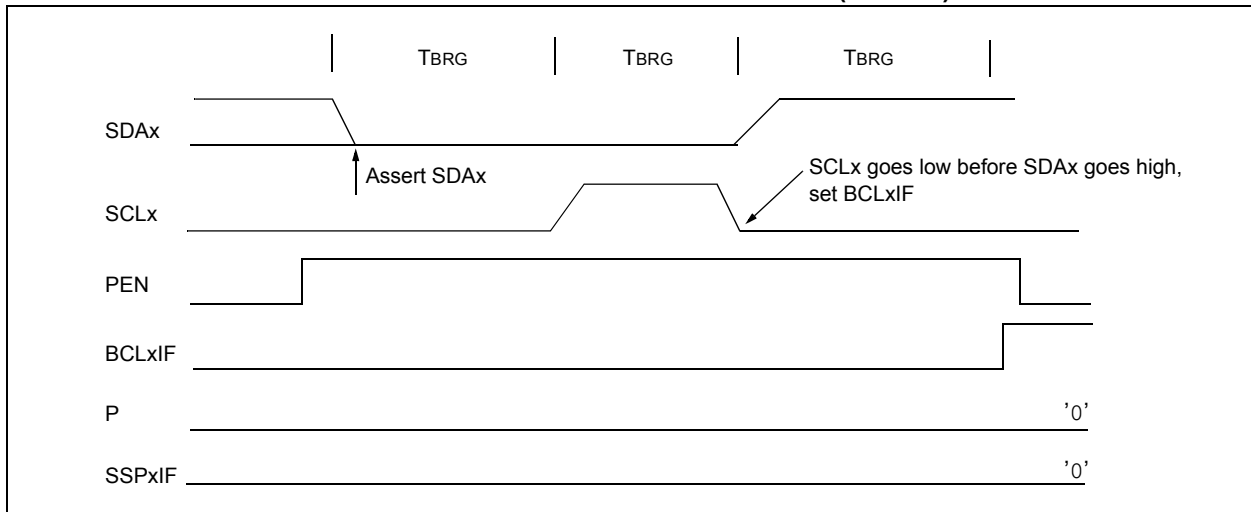 TBRG TBRG TBRG
SDAx
Assert SDAx
SCLx goes low before SDAx goes high,
set BCLxIF
SCLx
PEN
BCLxIF
P '0'
SSPxIF '0'